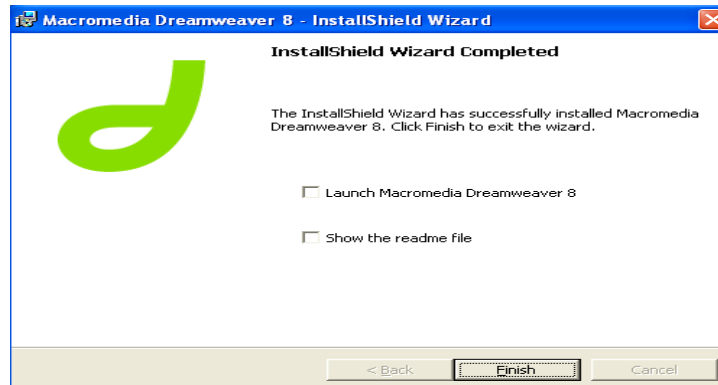 Macromedia Dreamweaver 8 - InstallShield Wizard
InstallShield Wizard Completed
The InstallShield Wizard has successfully installed Macromedia
Dreamweaver 8. Click Finish to exit the wizard.
Launch Macromedia Dreamweaver 8
Show the readme file
< Back Finish Cancel